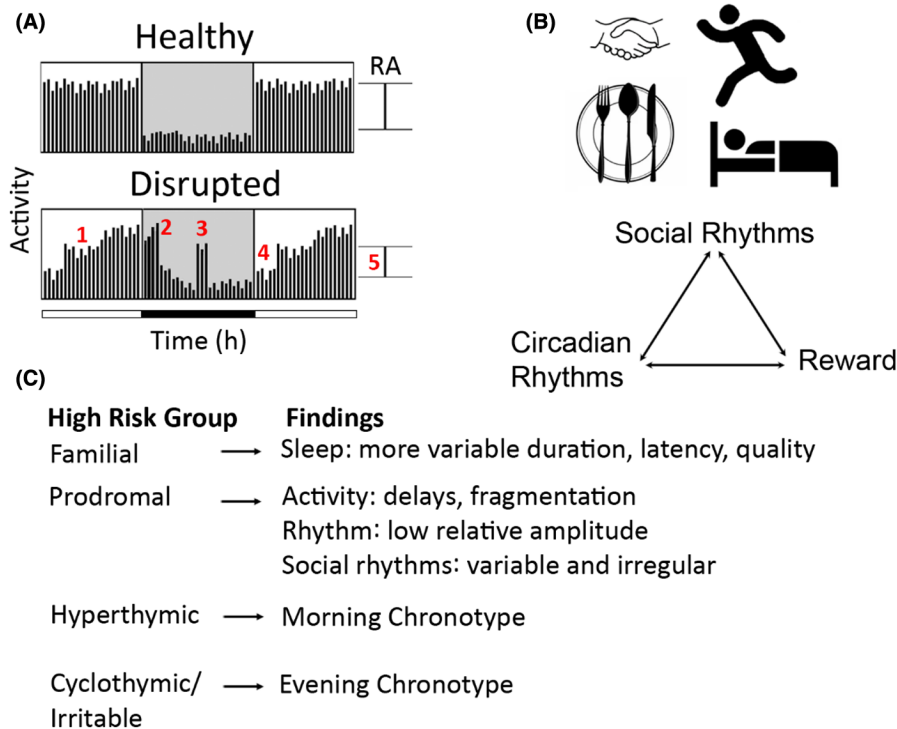 (A)
Healthy
RA
Disrupted
Activity
1
2
3
4
5
Time (h)
(B)
Social Rhythms
Circadian
Rhythms
Reward
(C)
High Risk Group Findings
Familial Sleep: more variable duration, latency, quality
Prodromal Activity: delays, fragmentation
Rhythm: low relative amplitude
Social rhythms: variable and irregular
Hyperthymic Morning Chronotype
Cyclothymic/ Evening Chronotype
Irritable